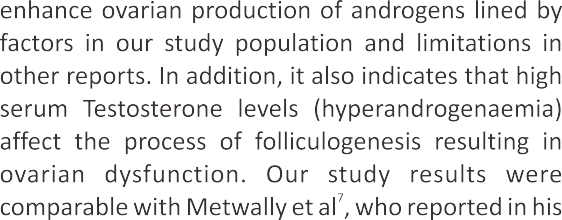 enhance ovarian production of androgens lined by
factors in our study population and limitations in
other reports. In addition, it also indicates that high
serum Testosterone levels (hyperandrogenaemia)
affect the process of folliculogenesis resulting in
ovarian dysfunction. Our study results were
comparable with Metwally et al⁷, who reported in his